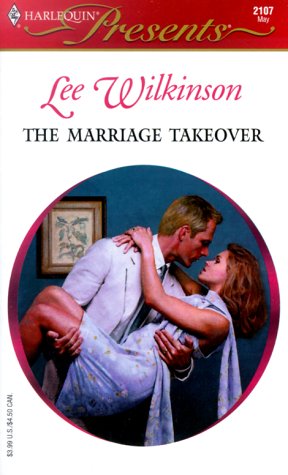 HARLEQUIN
Presents
2107
May
Lee Wilkinson
THE MARRIAGE TAKEOVER
$3.99 U.S./$4.50 CAN.